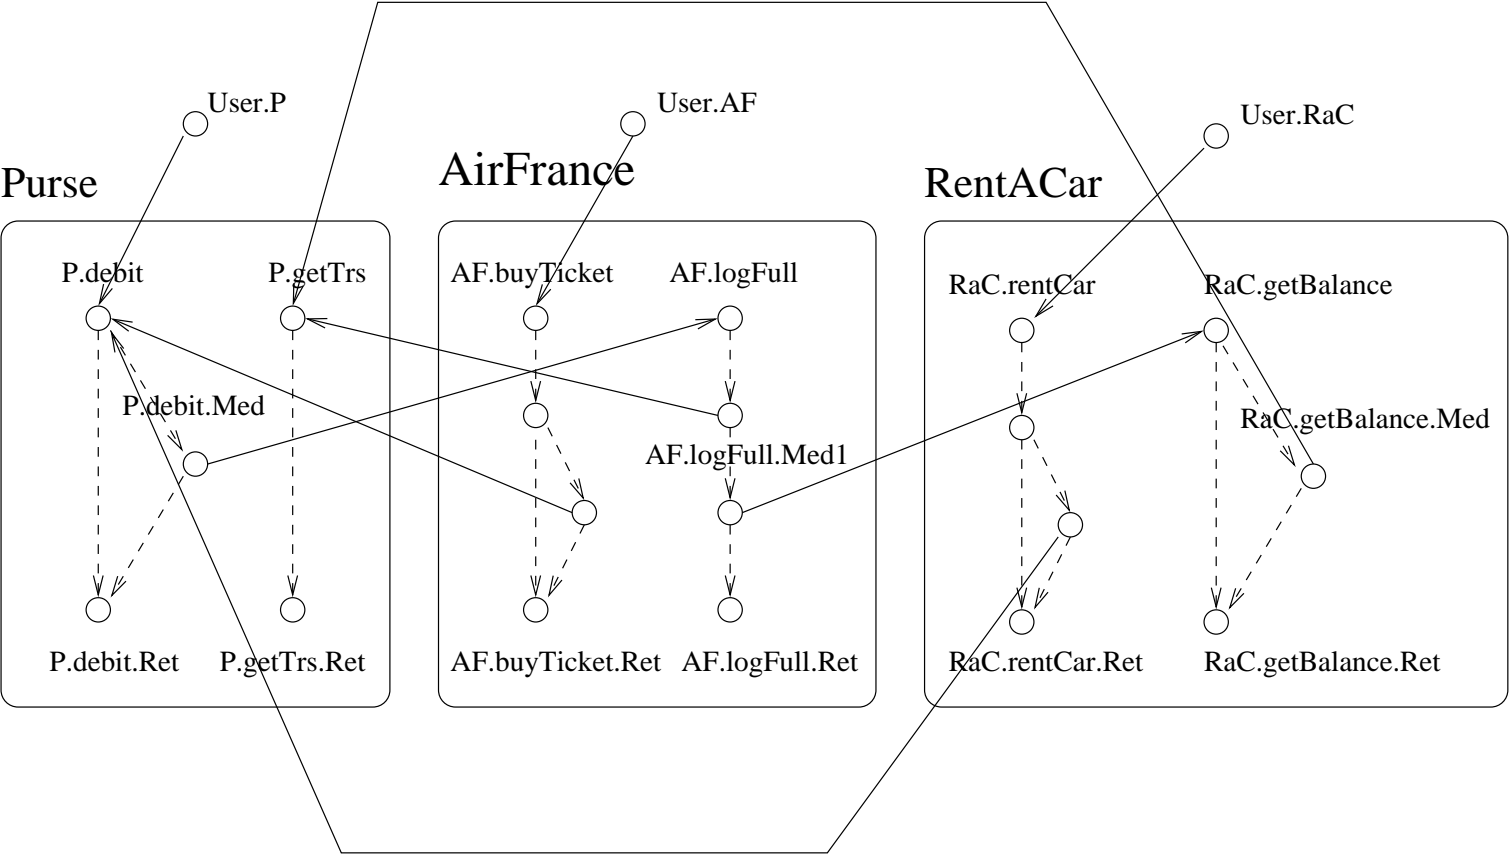 User.P
User.AF
User.RaC
Purse
AirFrance
RentACar
P.debit
P.getTrs
AF.buyTicket
AF.logFull
RaC.rentCar
RaC.getBalance
P.debit.Med
RaC.getBalance.Med
AF.logFull.Med1
P.debit.Ret
P.getTrs.Ret
AF.buyTicket.Ret
AF.logFull.Ret
RaC.rentCar.Ret
RaC.getBalance.Ret